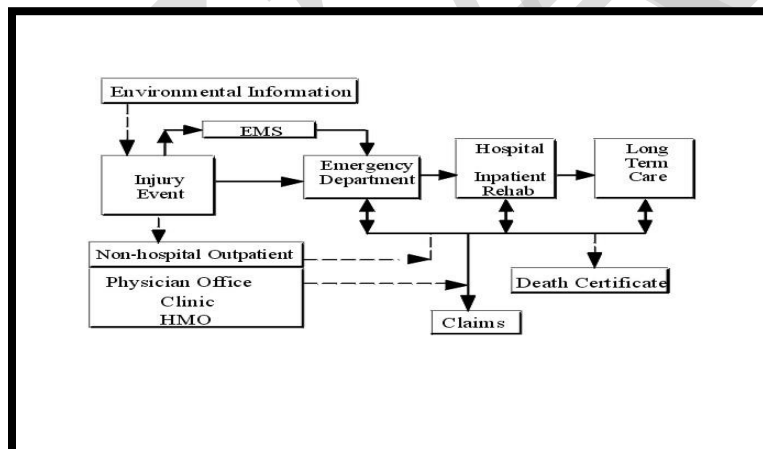 Environmental Information
EMS
Injury
Event
Emergency
Department
Hospital
Inpatient
Rehab
Long
Term
Care
Non-hospital Outpatient
Physician Office
Clinic
HMO
Death Certificate
Claims